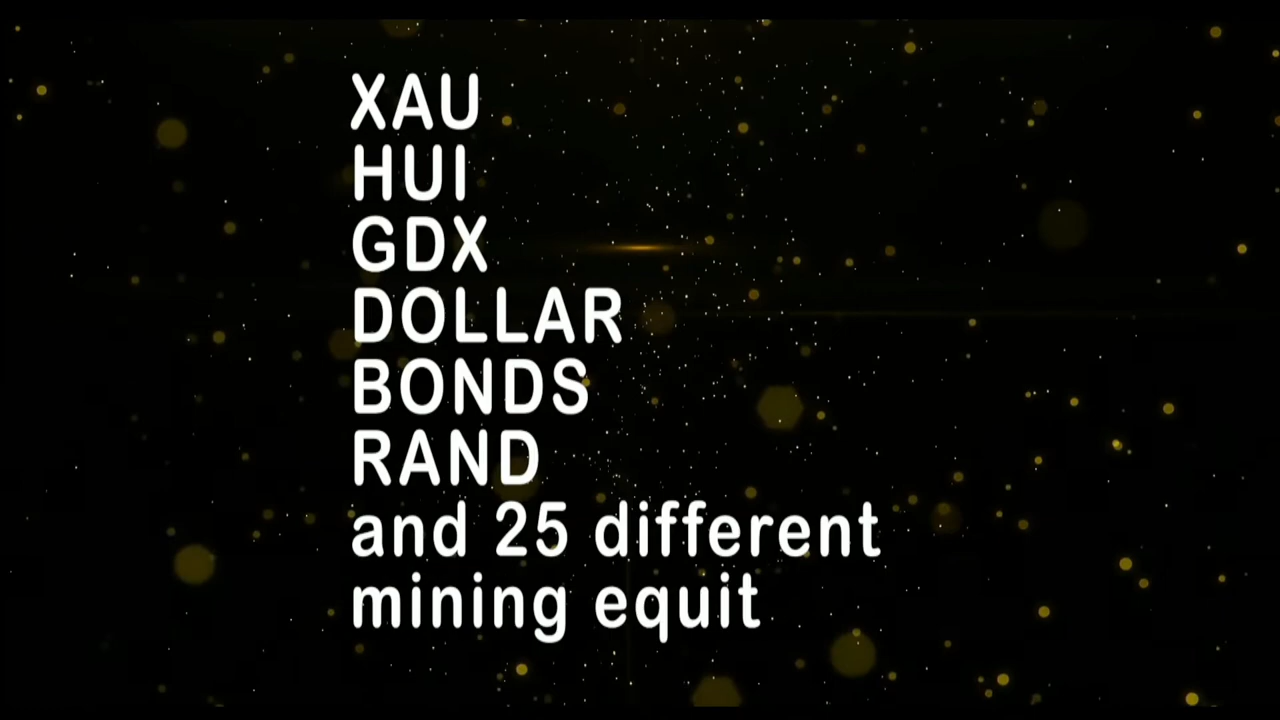 XAU
HUI
GDX
DOLLAR
BONDS
RAND
and 25 different
mining equit